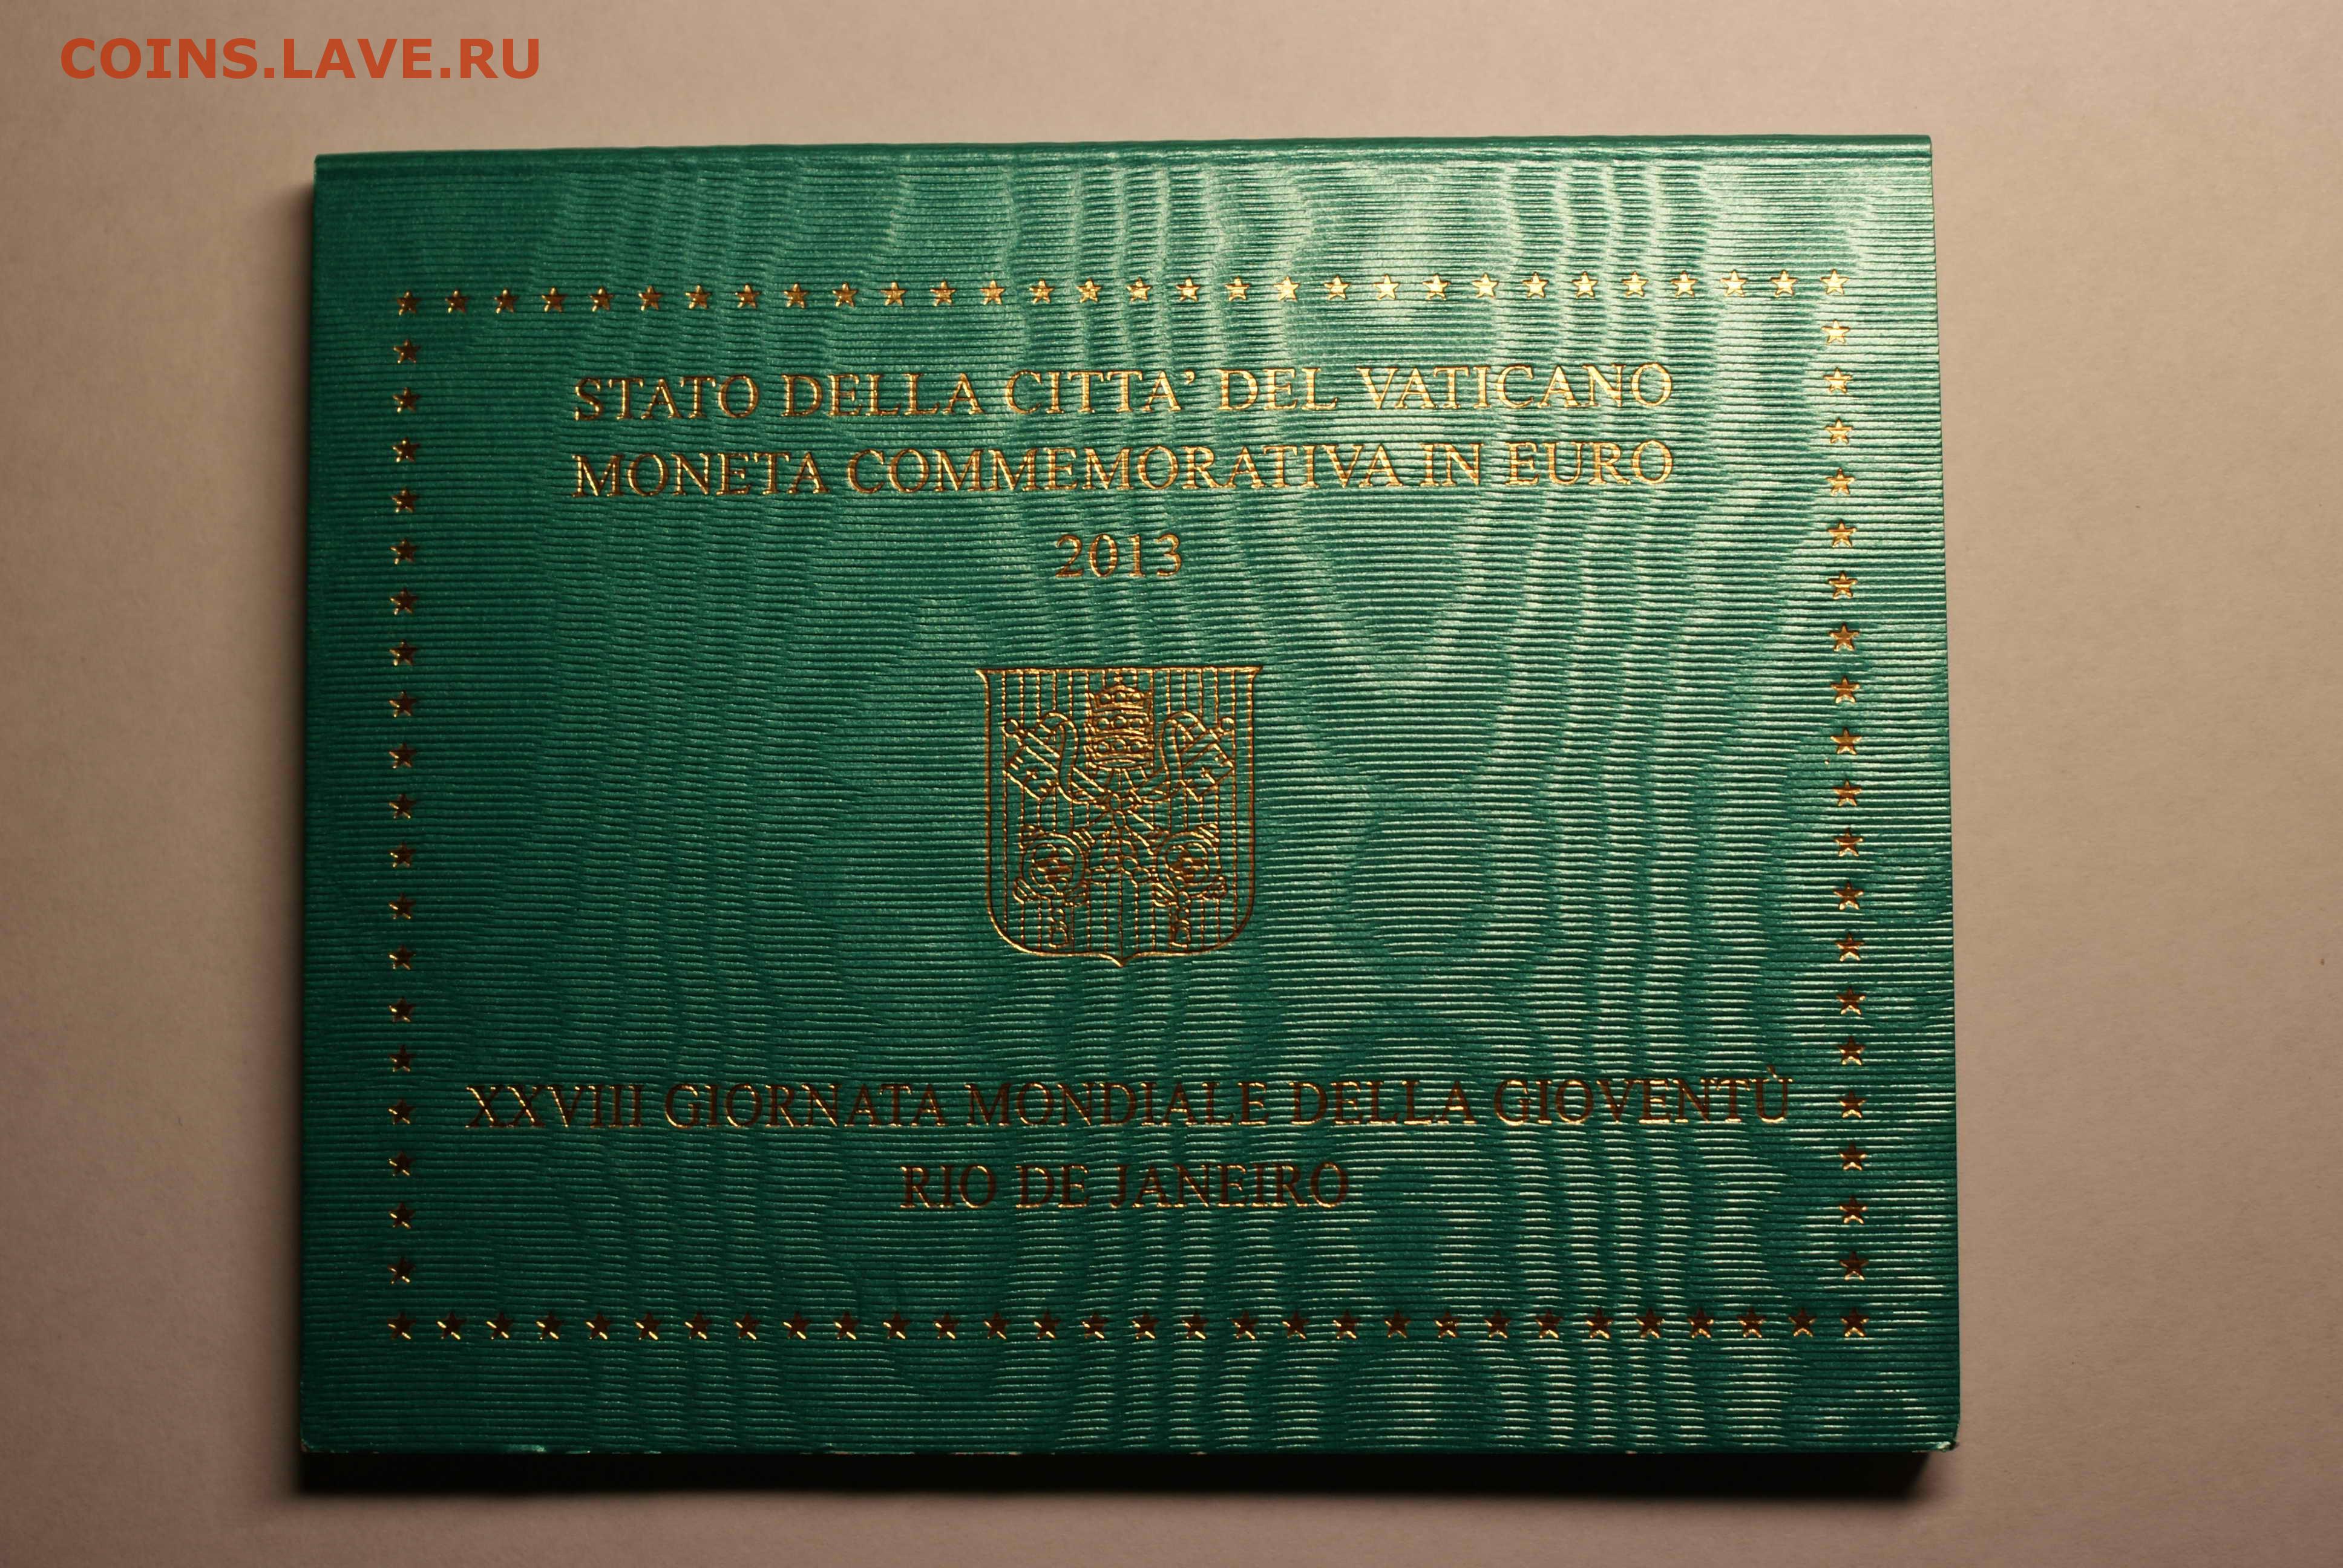 COINS.LAVE.RU
STATO DELLA CITTA' DEL VATICANO
MONETA COMMEMORATIVA IN EURO
2013
XXVIII GIORNATA MONDIALE DELLA GIOVENTÙ
RIO DE JANEIRO